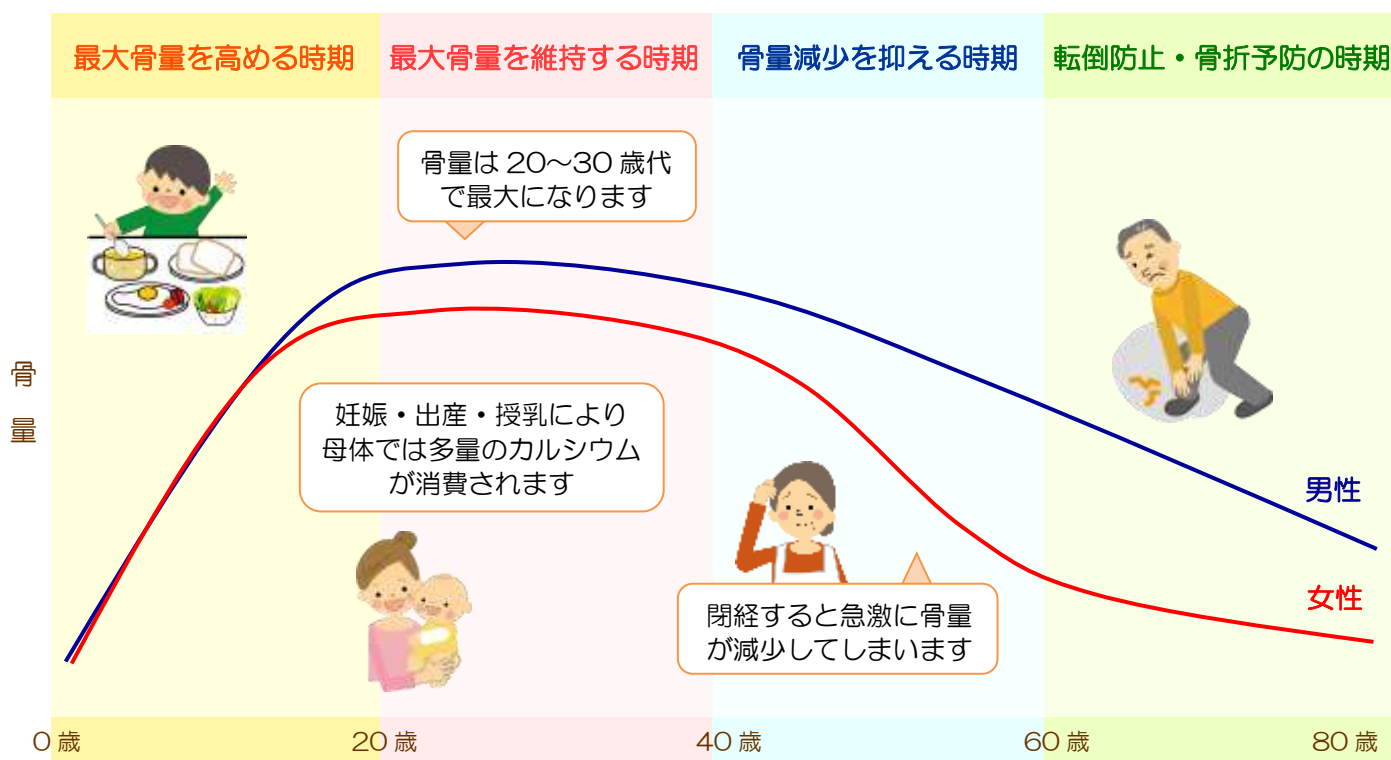 最大骨量を高める時期
最大骨量を維持する時期
骨量減少を抑える時期
転倒防止・骨折予防の時期
骨量は 20～30 歳代
で最大になります
骨
量
妊娠・出産・授乳により
母体では多量のカルシウム
が消費されます
男性
女性
閉経すると急激に骨量
が減少してしまいます
0 歳
20 歳
40 歳
60 歳
80 歳